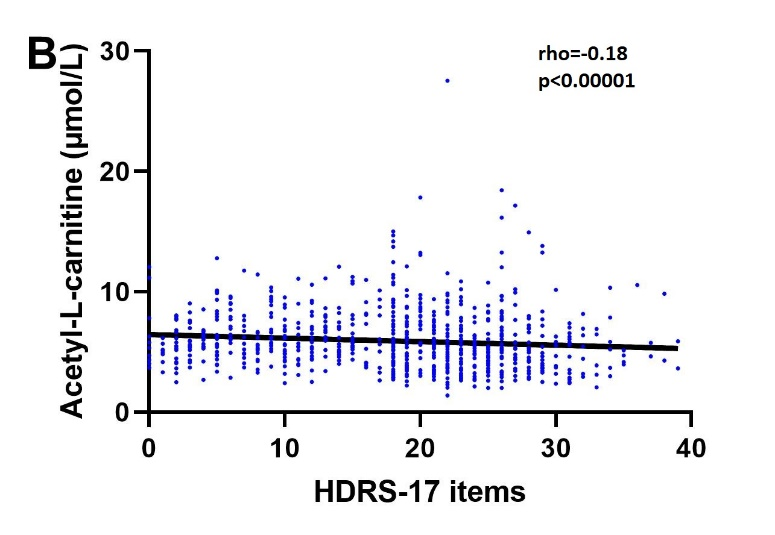 B
Acetyl-L-carnitine (µmol/L)
30
20
10
0
rho=-0.18
p<0.00001
0 10 20 30 40
HDRS-17 items